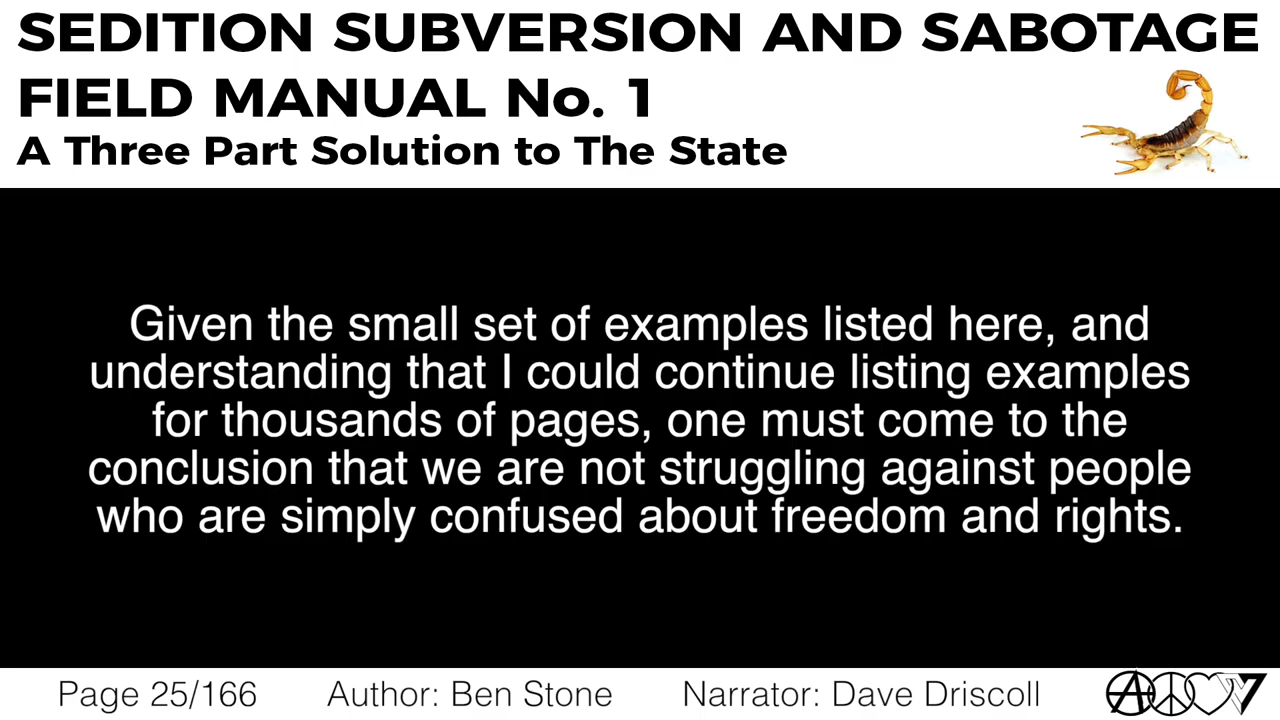 SEDITION SUBVERSION AND SABOTAGE
FIELD MANUAL No. 1
A Three Part Solution to The State
Given the small set of examples listed here, and
understanding that I could continue listing examples
for thousands of pages, one must come to the
conclusion that we are not struggling against people
who are simply confused about freedom and rights.
Page 25/166 Author: Ben Stone Narrator: Dave Driscoll